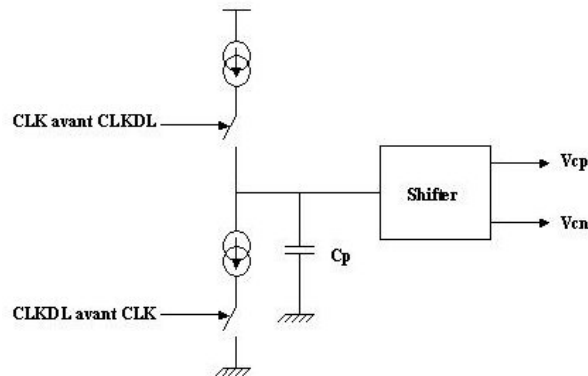 CLK avant CLKDL
Vcp
Shifter
Vcn
Cp
CLKDL avant CLK